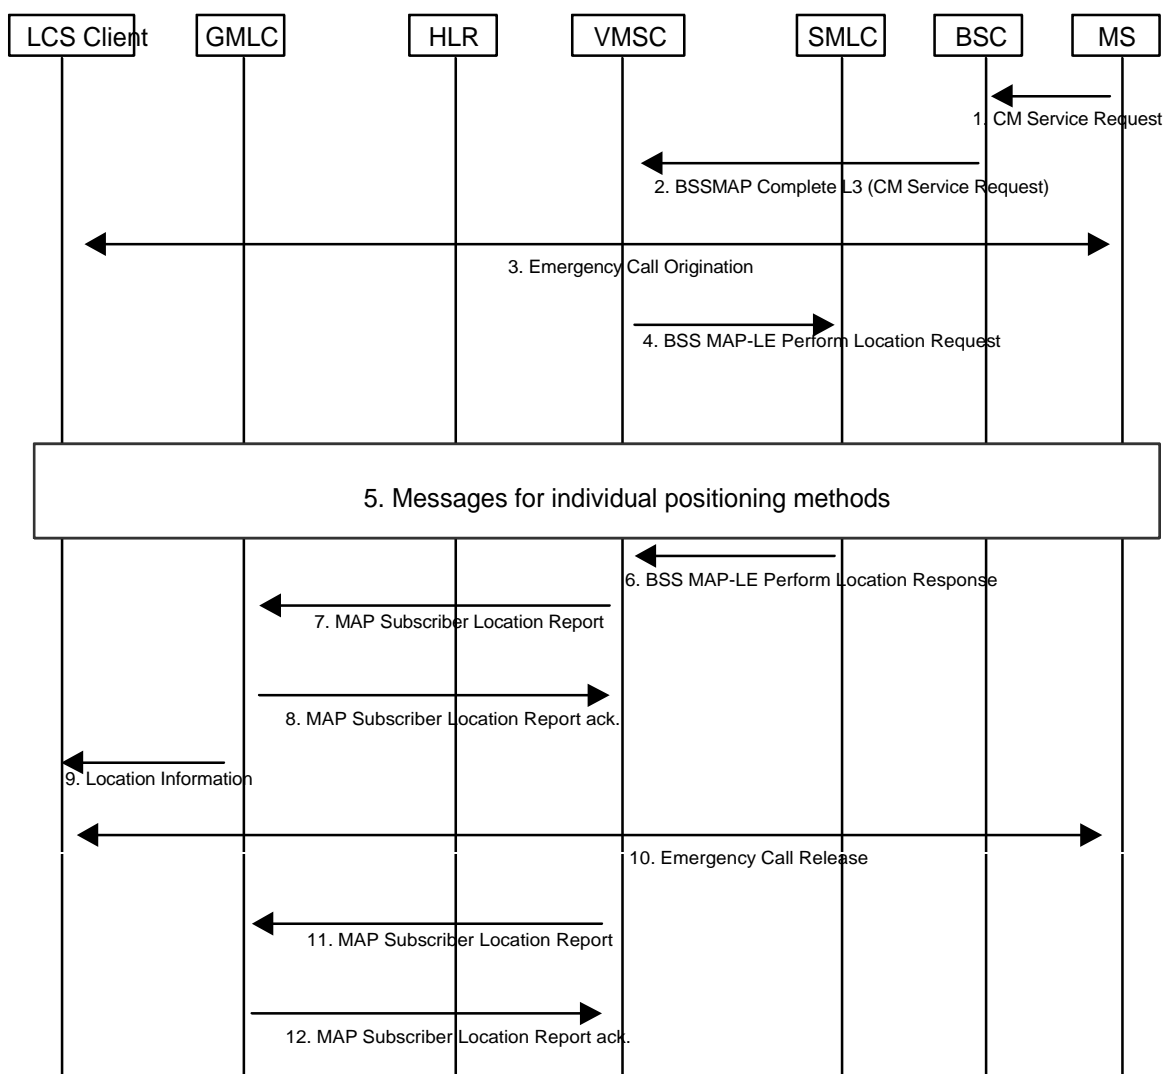 LCS Client GMLC HLR VMSC SMLC BSC MS
1. CM Service Request
2. BSSMAP Complete L3 (CM Service Request)
3. Emergency Call Origination
4. BSS MAP-LE Perform Location Request
5. Messages for individual positioning methods
6. BSS MAP-LE Perform Location Response
7. MAP Subscriber Location Report
8. MAP Subscriber Location Report ack.
9. Location Information
10. Emergency Call Release
11. MAP Subscriber Location Report
12. MAP Subscriber Location Report ack.